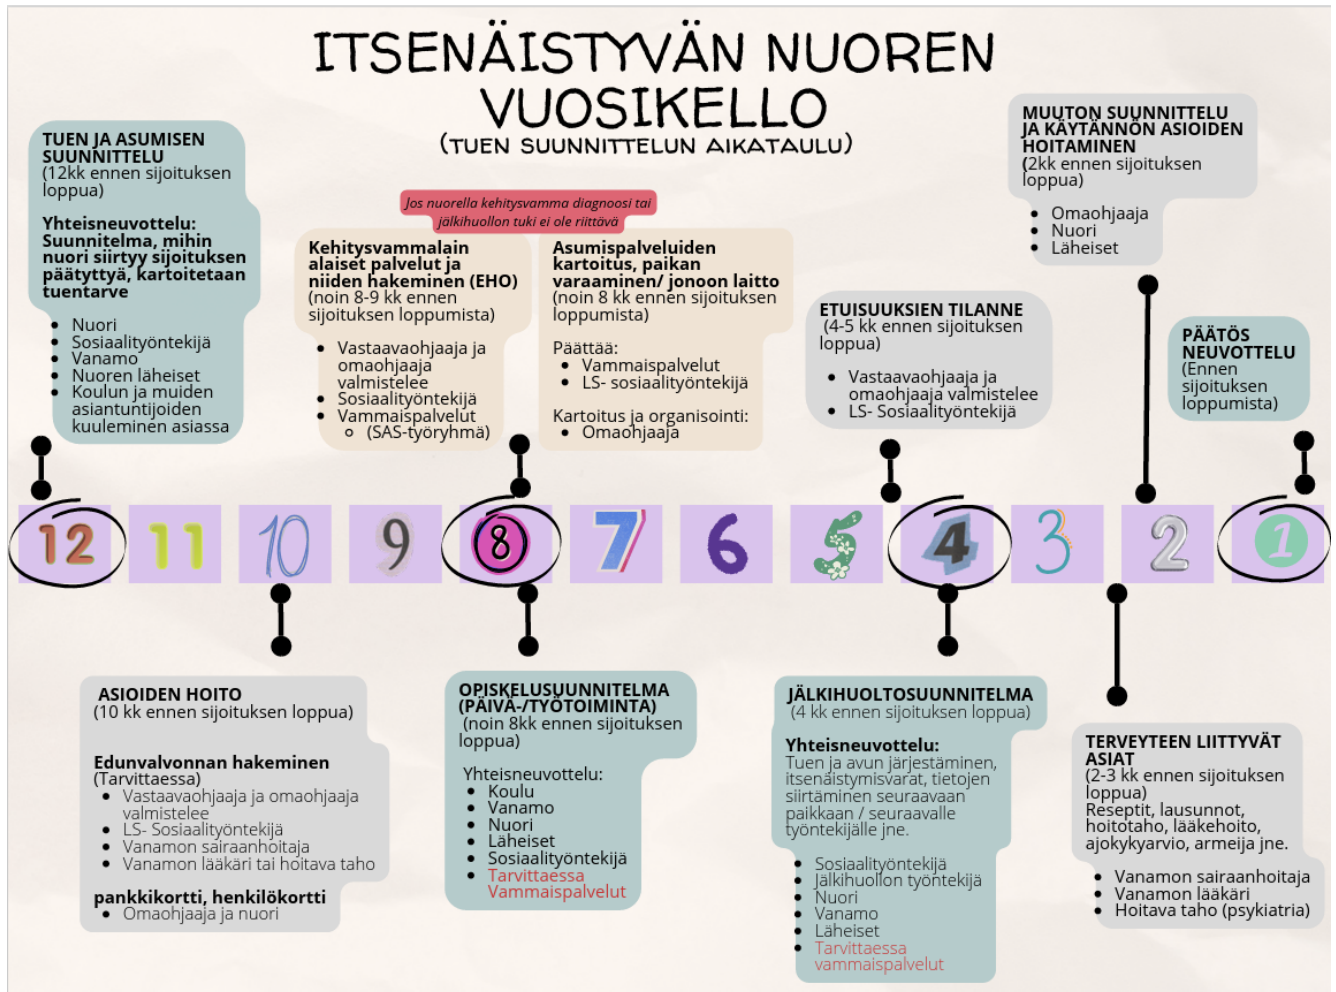 ITSENÄISTYVÄN NUOREN
VUOSIKELLO
(TUEN SUUNNITTELUN AIKATAULU)
TUEN JA ASUMISEN
SUUNNITTELU
(12kk ennen sijoituksen
loppua)
Yhteisneuvottelu:
Suunnitelma, mihin
nuori siirtyy sijoituksen
päätyttyä, kartoitetaan
tuentarve
• Nuori
• Sosiaalityöntekijä
• Vanamo
• Nuoren läheiset
• Koulun ja muiden
asiantuntijoiden
kuuleminen asiassa
Jos nuorella kehitysvamma diagnoosi tai
jälkihuollon tuki ei ole riittävä
Kehitysvammalain
alaiset palvelut ja
niiden hakeminen (EHO)
(noin 8-9 kk ennen
sijoituksen loppumista)
• Vastaavaohjaaja ja
omaohjaaja
valmistelee
• Sosiaalityöntekijä
• Vammaispalvelut
◦ (SAS-työryhmä)
Asumispalveluiden
kartoitus, paikan
varaaminen/ jonoon laitto
(noin 8 kk ennen sijoituksen
loppumista)
Päättää:
• Vammaispalvelut
• LS- sosiaalityöntekijä
Kartoitus ja organisointi:
• Omaohjaaja
ETUISUUKSIEN TILANNE
(4-5 kk ennen sijoituksen
loppua)
• Vastaavaohjaaja ja
omaohjaaja valmistelee
• LS- Sosiaalityöntekijä
MUUTON SUUNNITTELU
JA KÄYTÄNNÖN ASIOIDEN
HOITAMINEN
(2kk ennen sijoituksen
loppua)
• Omaohjaaja
• Nuori
• Läheiset
PÄÄTÖS
NEUVOTTELU
(Ennen
sijoituksen
loppumista)
12 11 10 9 8 7 6 5 4 3 2 1
ASIOIDEN HOITO
(10 kk ennen sijoituksen loppua)
Edunvalvonnan hakeminen
(Tarvittaessa)
• Vastaavaohjaaja ja omaohjaaja
valmistelee
• LS- Sosiaalityöntekijä
• Vanamon sairaanhoitaja
• Vanamon lääkäri tai hoitava taho
pankkikortti, henkilökortti
• Omaohjaaja ja nuori
OPISKELUSUUNNITELMA
(PÄIVÄ-/TYÖTOIMINTA)
(noin 8kk ennen sijoituksen
loppua)
Yhteisneuvottelu:
• Koulu
• Vanamo
• Nuori
• Läheiset
• Sosiaalityöntekijä
• Tarvittaessa
Vammaispalvelut
JÄLKIHUOLTOSUUNNITELMA
(4 kk ennen sijoituksen loppua)
Yhteisneuvottelu:
Tuen ja avun järjestäminen,
itsenäistymisvarat, tietojen
siirtäminen seuraavaan
paikkaan / seuraavalle
työntekijälle jne.
• Sosiaalityöntekijä
• Jälkihuollon työntekijä
• Nuori
• Vanamo
• Läheiset
• Tarvittaessa
vammaispalvelut
TERVEYTEEN LIITTYVÄT
ASIAT
(2-3 kk ennen sijoituksen
loppua)
Reseptit, lausunnot,
hoitotaho, lääkehoito,
ajokykyarvio, armeija jne.
• Vanamon sairaanhoitaja
• Vanamon lääkäri
• Hoitava taho (psykiatria)